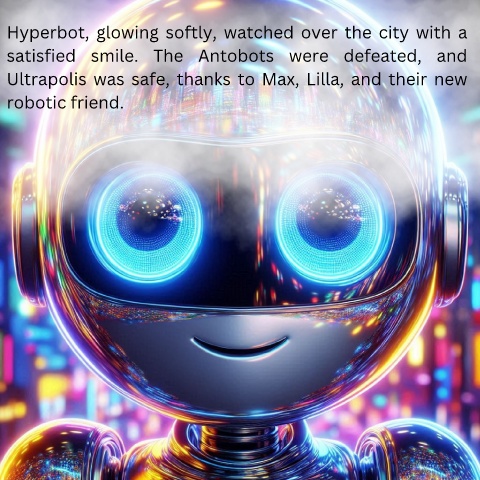 Hyperbot, glowing softly, watched over the city with a
satisfied smile. The Antobots were defeated, and
Ultrapolis was safe, thanks to Max, Lilla, and their new
robotic friend.